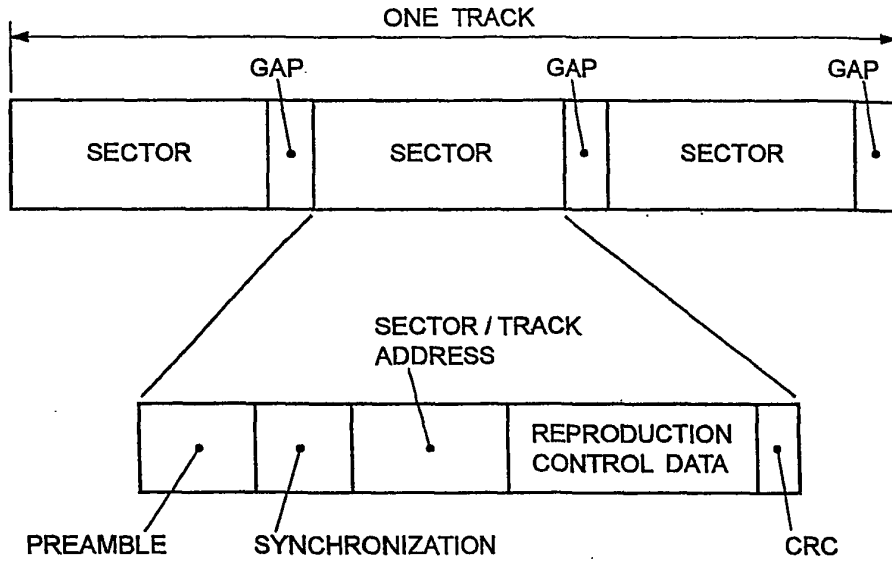 ONE TRACK
GAP
GAP
GAP
SECTOR
SECTOR
SECTOR
SECTOR / TRACK
ADDRESS
REPRODUCTION
CONTROL DATA
PREAMBLE
SYNCHRONIZATION
CRC